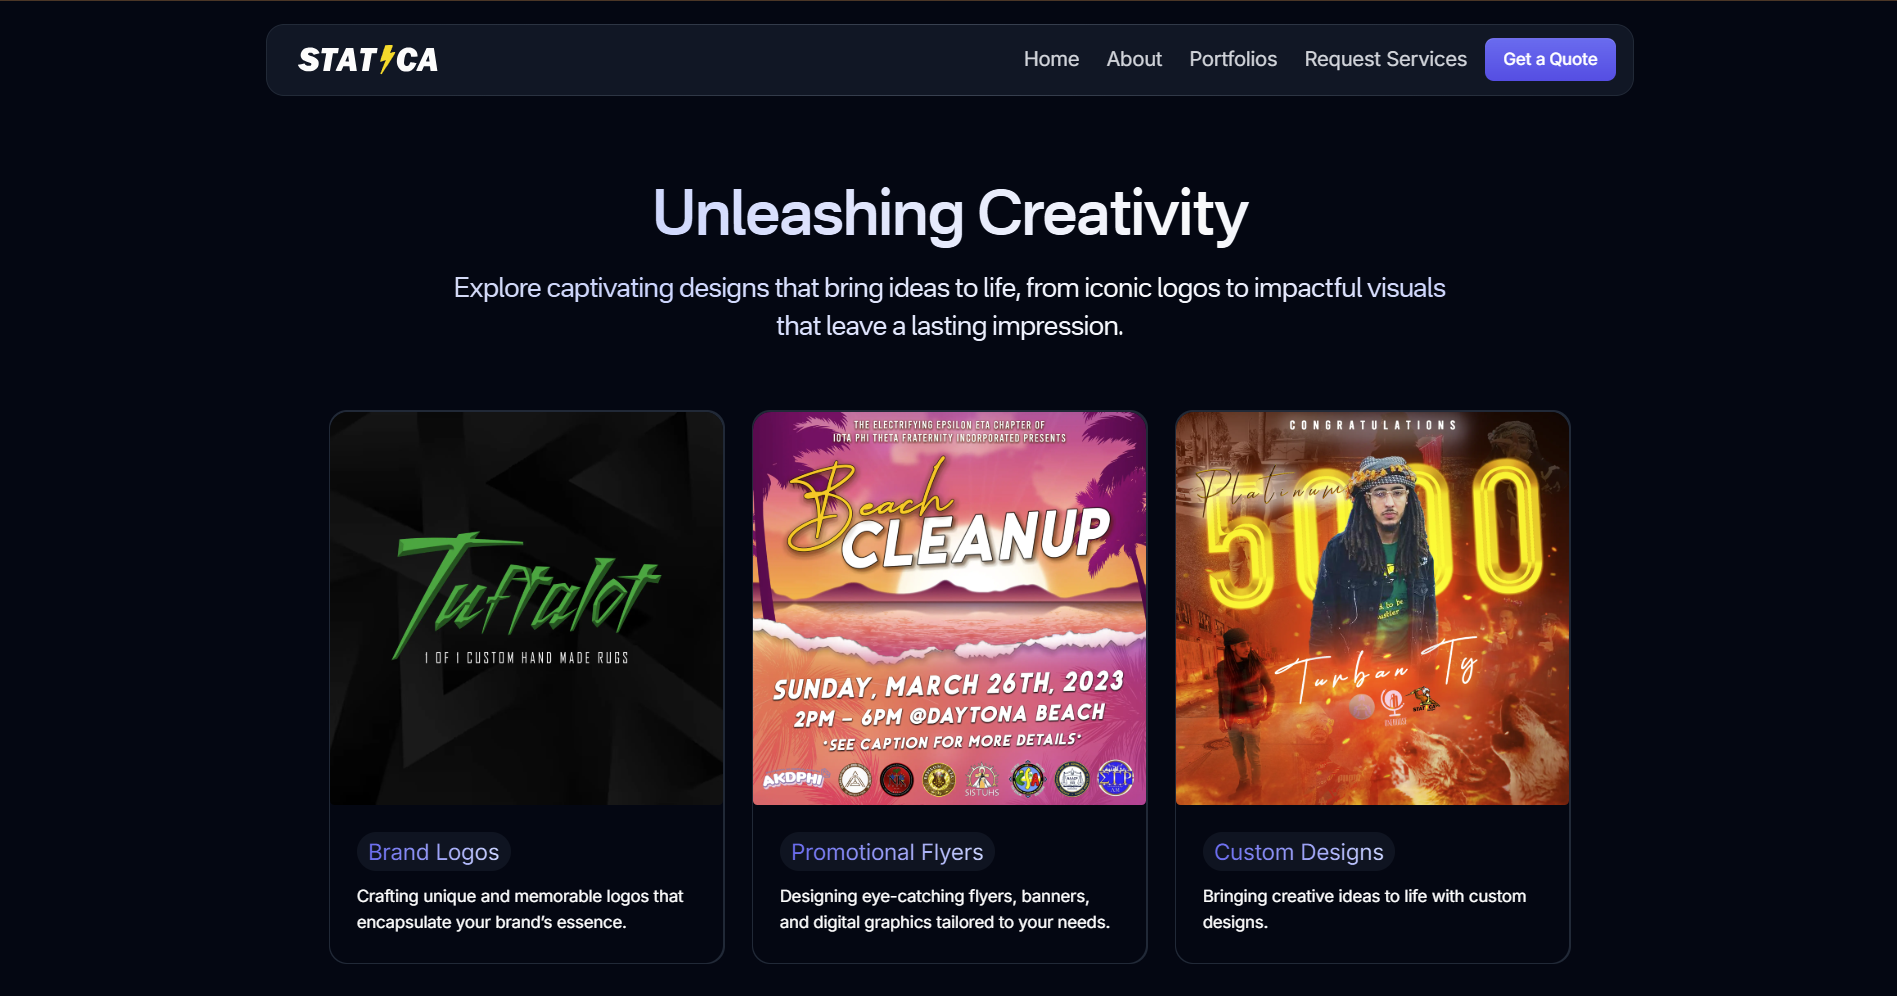 STATICA
Home About Portfolios Request Services Get a Quote
Unleashing Creativity
Explore captivating designs that bring ideas to life, from iconic logos to impactful visuals
that leave a lasting impression.
Tuftalot
1 OF 1 CUSTOM HAND MADE RUGS
THE ELECTRIFYING EPSILON ETA CHAPTER OF
IOTA PHI THETA FRATERNITY INCORPORATED PRESENTS
Beach
CLEANUP
SUNDAY, MARCH 26TH, 2023
2PM – 6PM @DAYTONA BEACH
*SEE CAPTION FOR MORE DETAILS*
AKDPHI
SISTUHS
ΣΓΡ
CONGRATULATIONS
Platinum
5000
Turban Ty
Brand Logos
Crafting unique and memorable logos that
encapsulate your brand’s essence.
Promotional Flyers
Designing eye-catching flyers, banners,
and digital graphics tailored to your needs.
Custom Designs
Bringing creative ideas to life with custom
designs.